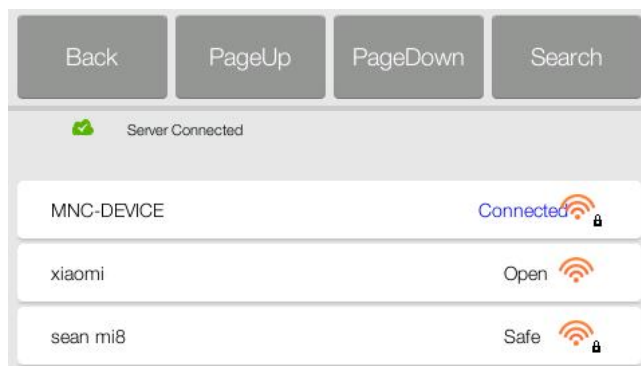 Back PageUp PageDown Search
Server Connected
MNC-DEVICE Connected
xiaomi Open
sean mi8 Safe